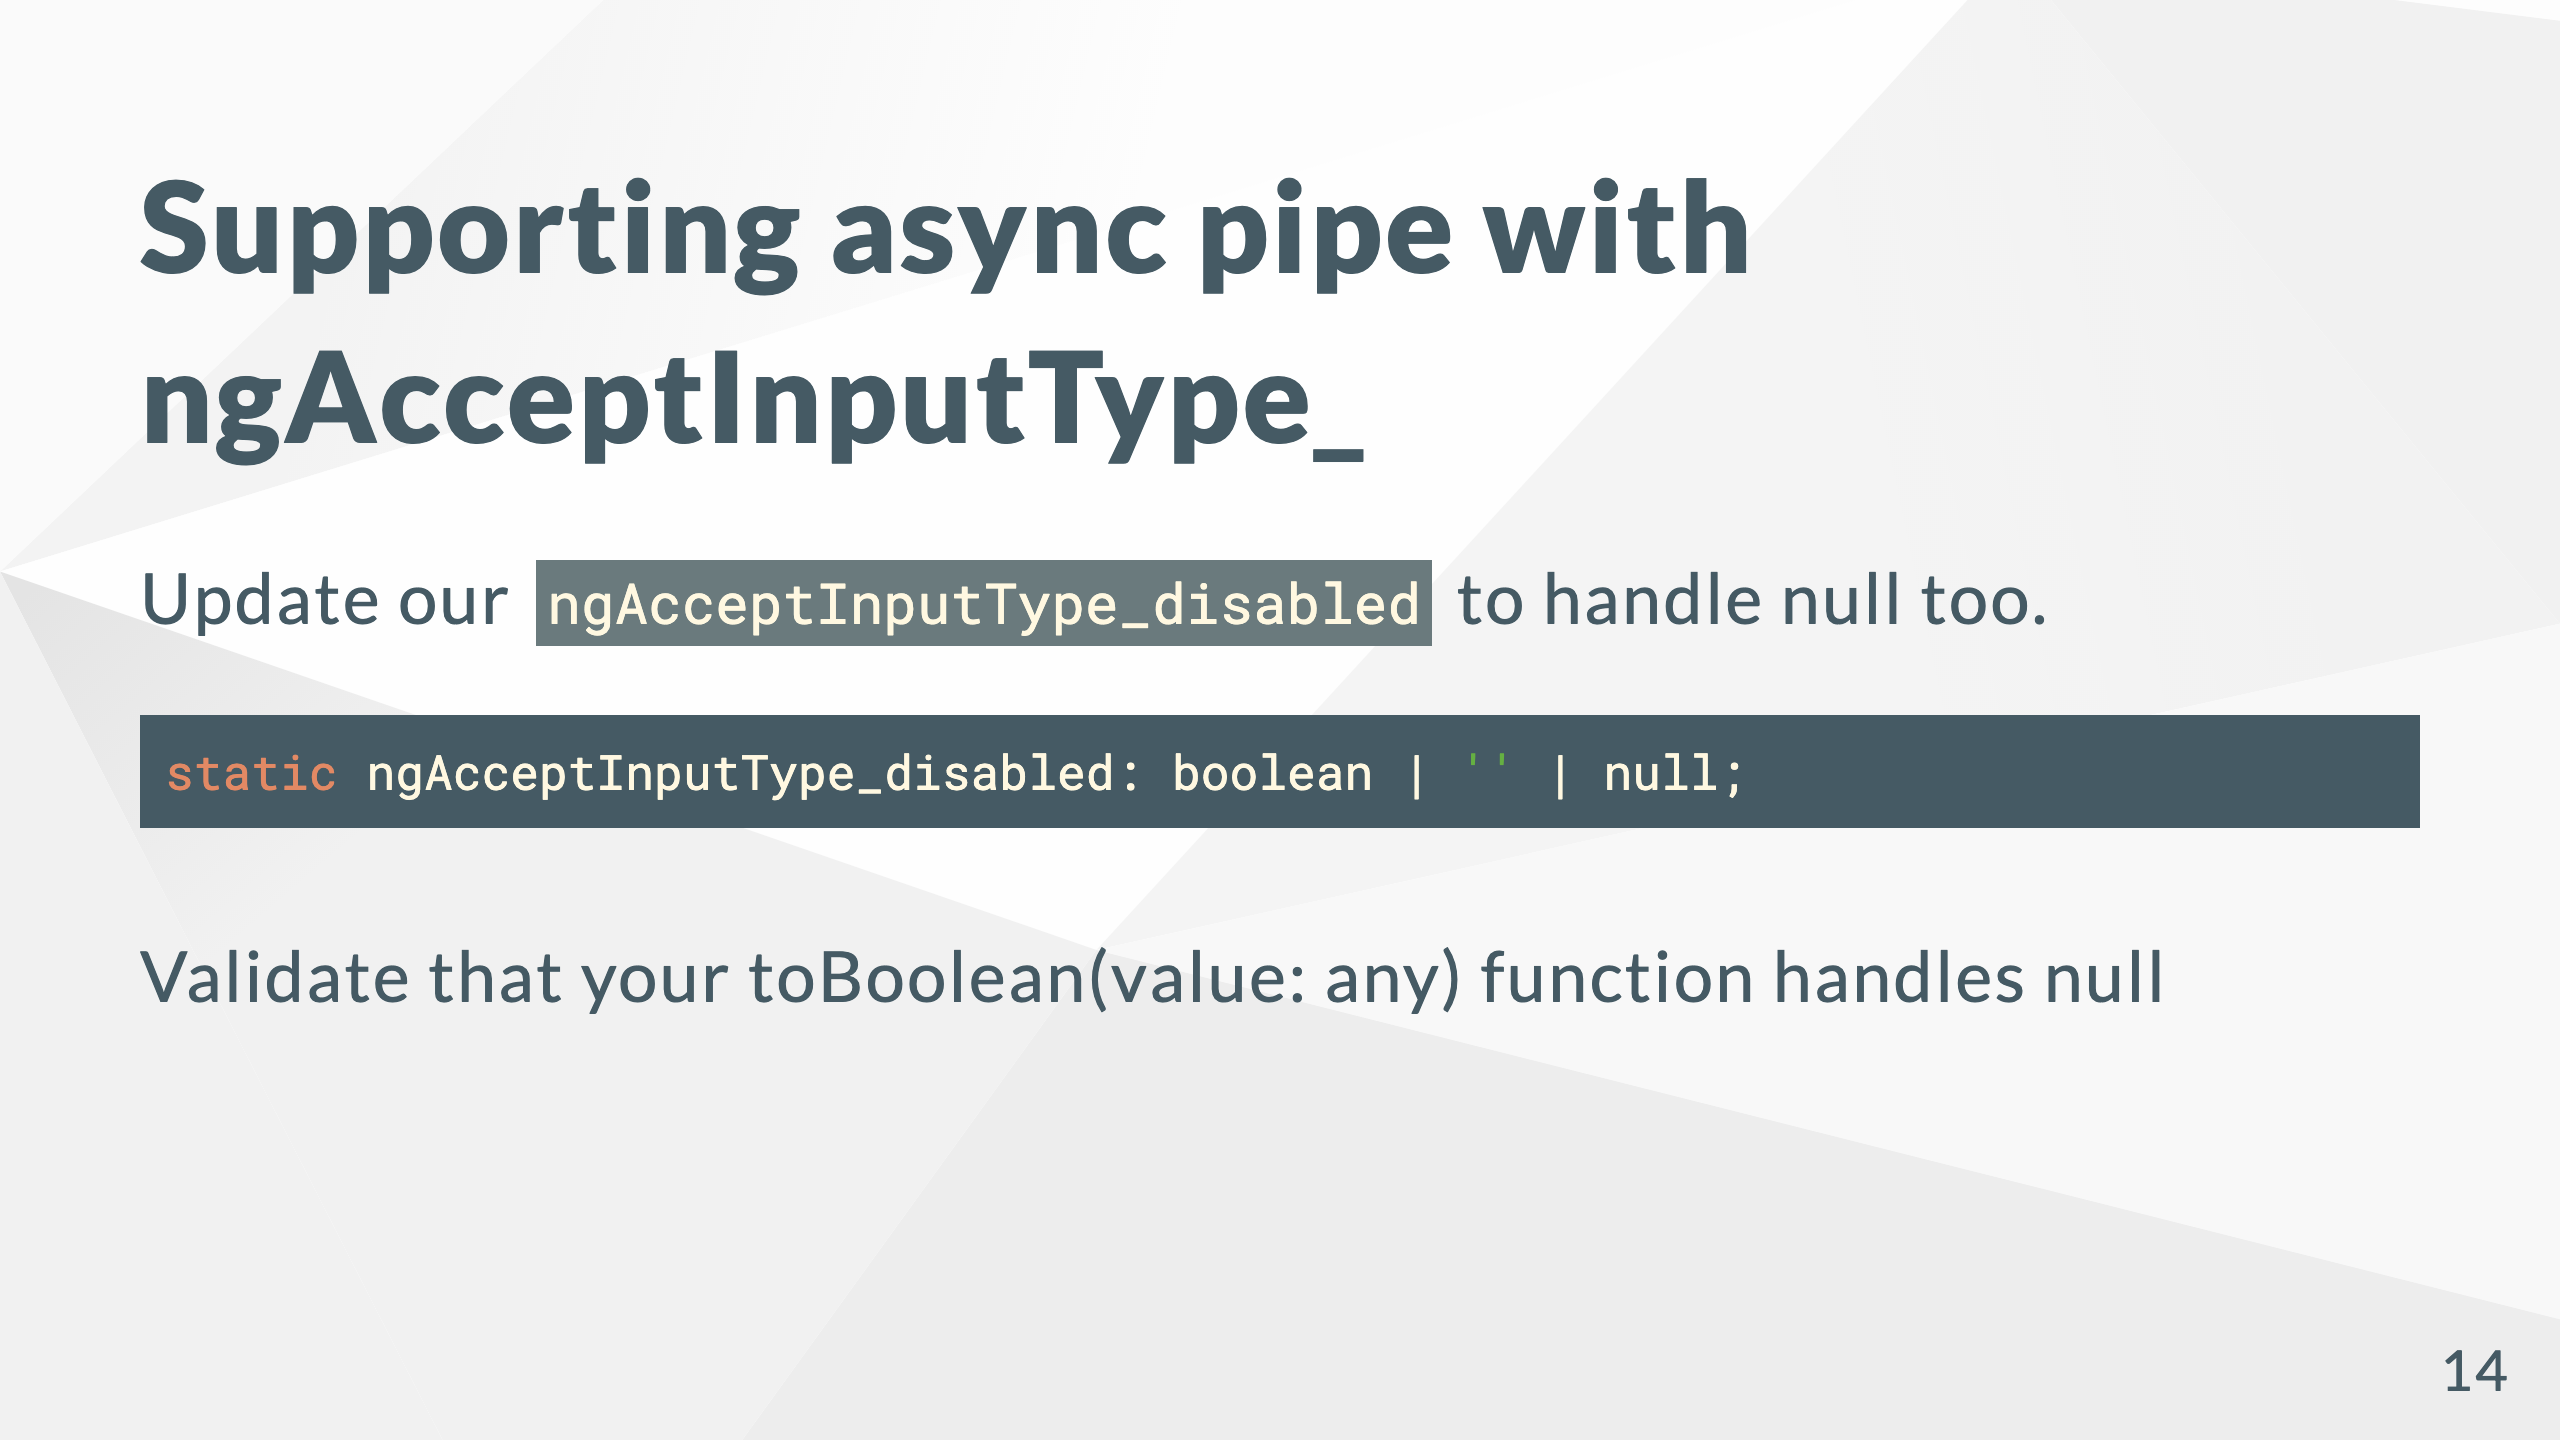 Supporting async pipe with
ngAcceptInputType_
Update our ngAcceptInputType_disabled to handle null too.
static ngAcceptInputType_disabled: boolean | '' | null;
Validate that your toBoolean(value: any) function handles null
14